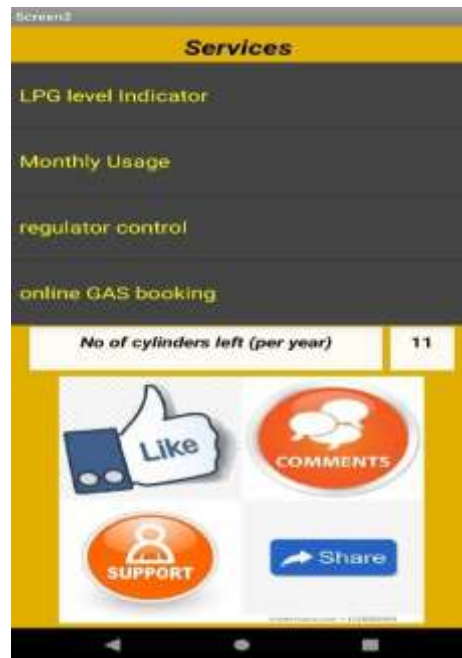 Screen2
Services
LPG level Indicator
Monthly Usage
regulator control
online GAS booking
No of cylinders left (per year)
11
Like
COMMENTS
SUPPORT
Share